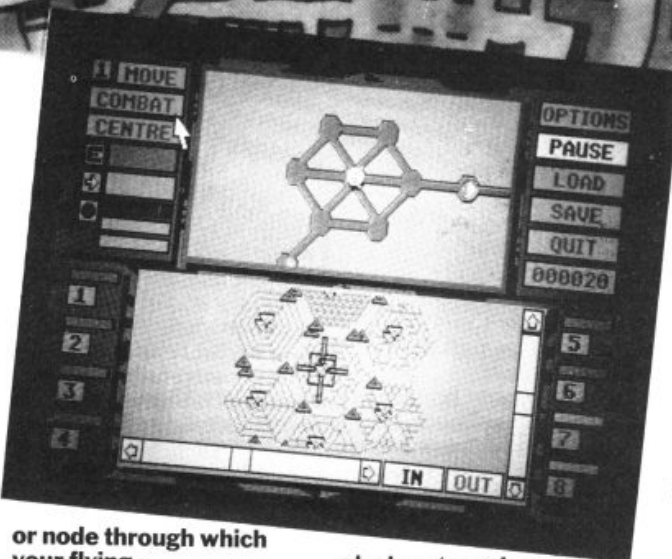 1 MOVE
COMBAT
CENTRE
E
OPTIONS
PAUSE
LOAD
SAVE
QUIT
000020
1
2
3
4
5
6
7
8
IN OUT
or node through which
your flying